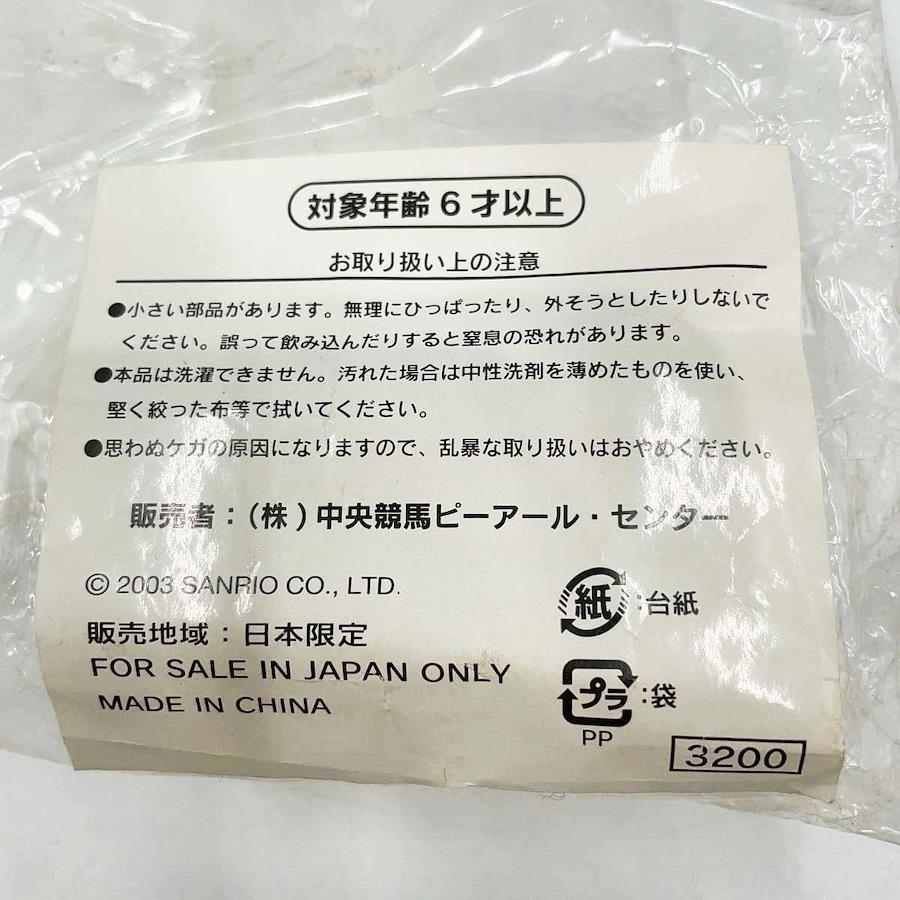 対象年齢6才以上
お取り扱い上の注意
●小さい部品があります。無理にひっぱったり、外そうとしたりしないで
ください。誤って飲み込んだりすると窒息の恐れがあります。
●本品は洗濯できません。汚れた場合は中性洗剤を薄めたものを使い、
堅く絞った布等で拭いてください。
●思わぬケガの原因になりますので、乱暴な取り扱いはおやめください。
販売者：(株)中央競馬ピーアール・センター
© 2003 SANRIO CO., LTD.
紙:台紙
販売地域：日本限定
FOR SALE IN JAPAN ONLY
プラ:袋
MADE IN CHINA
PP
3200